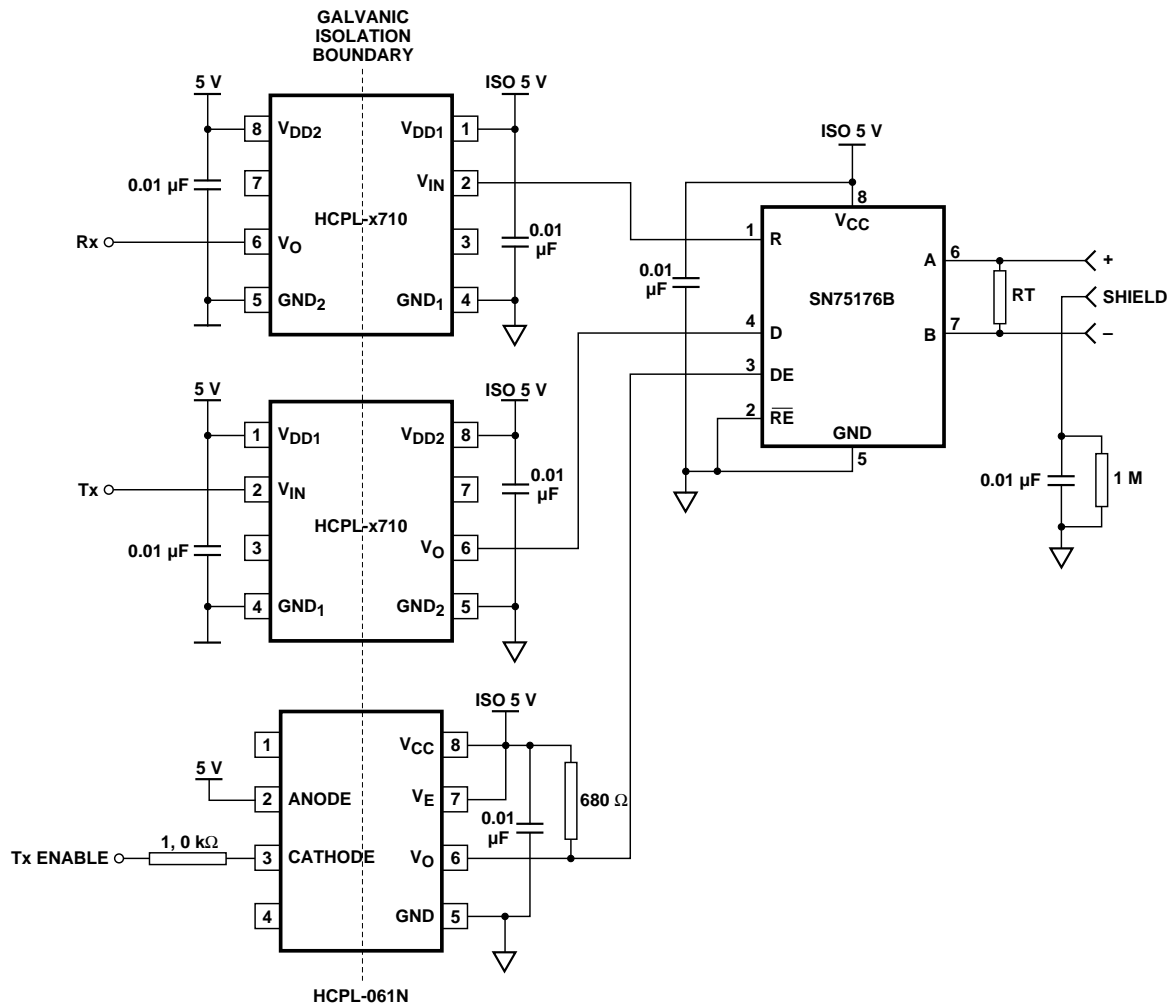 GALVANIC
ISOLATION
BOUNDARY
5 V
ISO 5 V
8
VDD2
VDD1
1
7
VIN
2
0.01 µF
HCPL-x710
Rx
6
VO
3
0.01
µF
5
GND2
GND1
4
5 V
ISO 5 V
1
VDD1
VDD2
8
0.01
µF
Tx
2
VIN
7
HCPL-x710
0.01 µF
3
VO
6
4
GND1
GND2
5
ISO 5 V
1
VCC
8
5 V
2
ANODE
VE
7
680 Ω
0.01
µF
1, 0 kΩ
Tx ENABLE
3
CATHODE
VO
6
4
GND
5
HCPL-061N
ISO 5 V
8
VCC
1
R
A
6
+
0.01
µF
SN75176B
RT
SHIELD
4
D
B
7
–
3
DE
2
RE
GND
5
0.01 µF
1 M